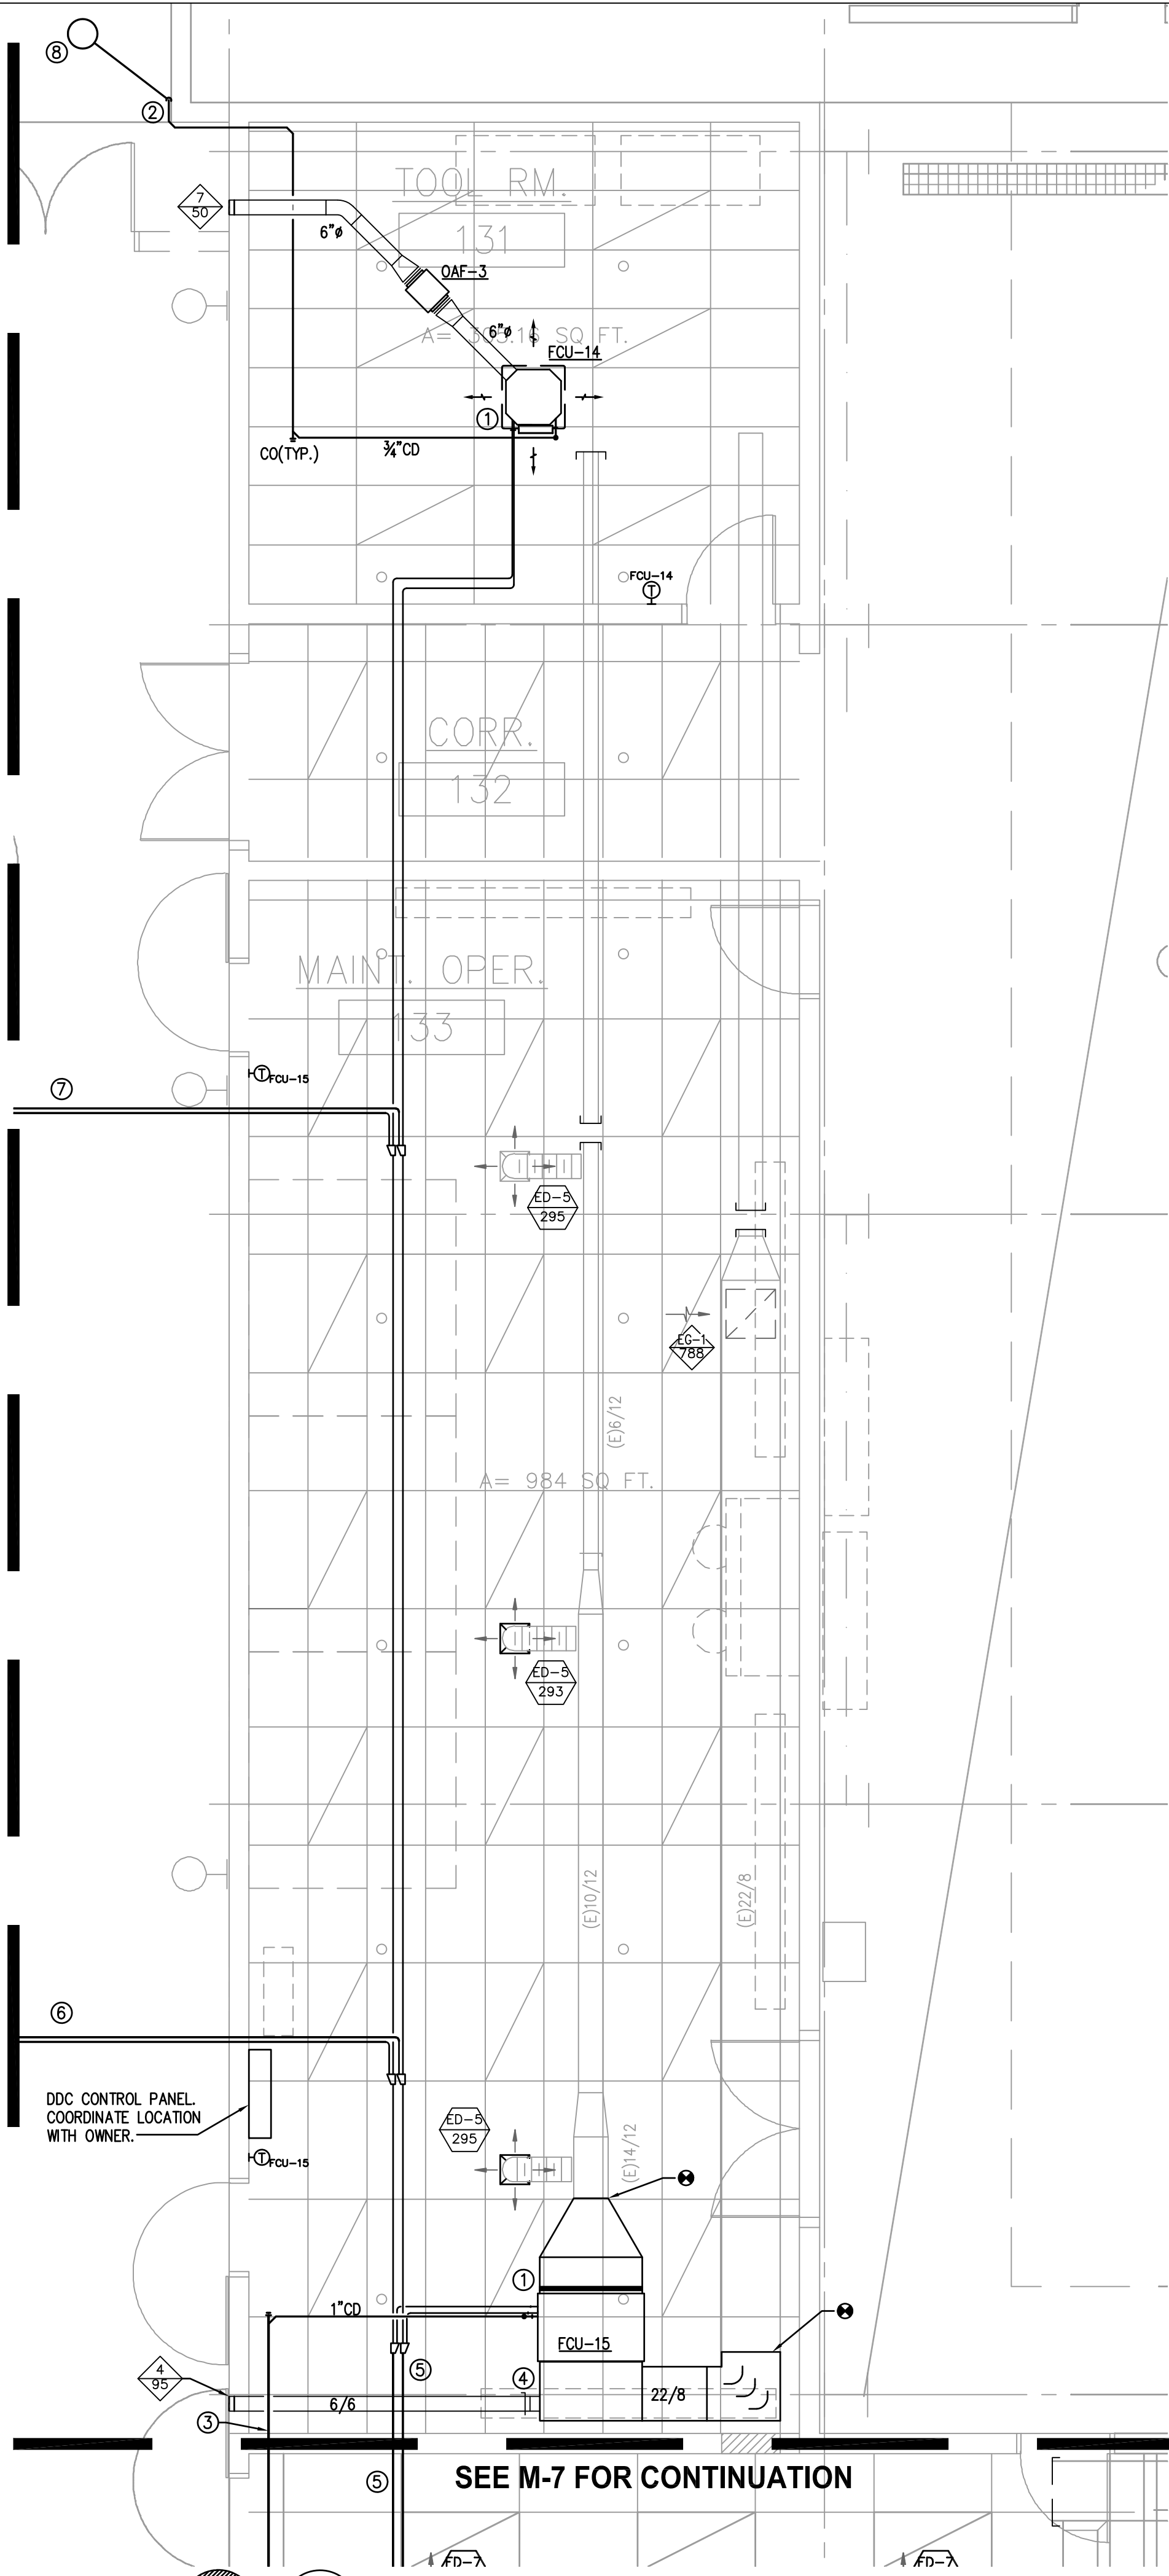 8
2
TOOL RM.
131
7
50
6"ø
OAF-3
6"ø
A= 305.16 SQ FT.
FCU-14
1
CO(TYP.)
¾"CD
FCU-14
T
CORR.
132
MAINT. OPER.
133
T FCU-15
7
ED-5
295
EG-1
788
(E)6/12
A= 984 SQ FT.
ED-5
293
(E)10/12
(E)22/8
6
DDC CONTROL PANEL.
COORDINATE LOCATION
WITH OWNER.
ED-5
295
(E)14/12
T FCU-15
1
1"CD
FCU-15
5
4
4
95
6/6
22/8
3
SEE M-7 FOR CONTINUATION
5
ED-7
ED-7